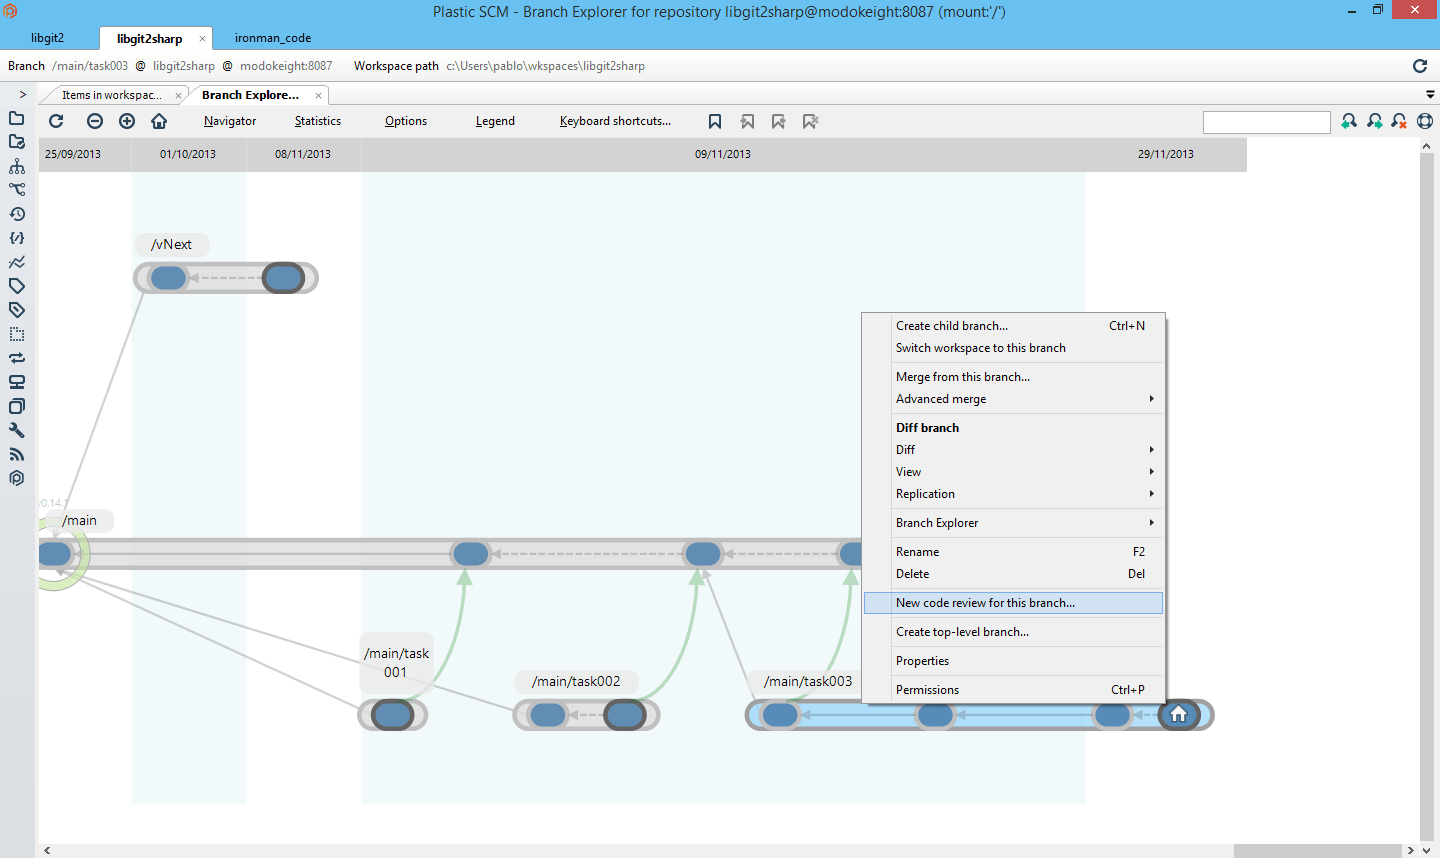 Plastic SCM - Branch Explorer for repository libgit2sharp@modokeight:8087 (mount:'/')
libgit2
libgit2sharp
ironman_code
Branch /main/task003 @ libgit2sharp @ modokeight:8087 Workspace path c:\Users\pablo\wkspaces\libgit2sharp
Items in workspac...
Branch Explore...
Navigator
Statistics
Options
Legend
Keyboard shortcuts...
25/09/2013
01/10/2013
08/11/2013
09/11/2013
29/11/2013
/vNext
/main
/main/task
001
/main/task002
/main/task003
Create child branch... Ctrl+N
Switch workspace to this branch
Merge from this branch...
Advanced merge
Diff branch
Diff
View
Replication
Branch Explorer
Rename F2
Delete Del
New code review for this branch...
Create top-level branch...
Properties
Permissions Ctrl+P